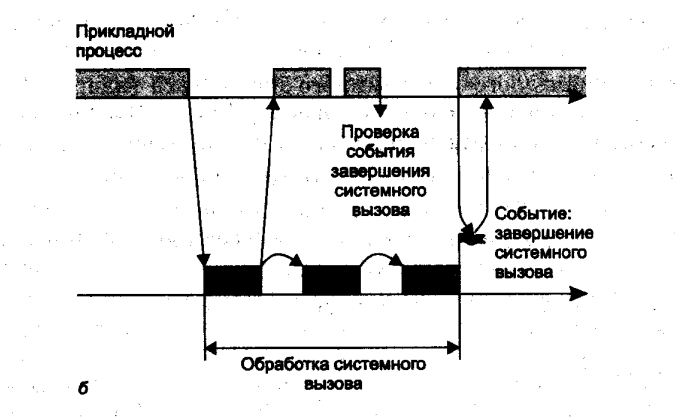 Прикладной
процесс
Проверка
события
завершения
системного
вызова
Событие:
завершение
системного
вызова
Обработка системного
вызова
б